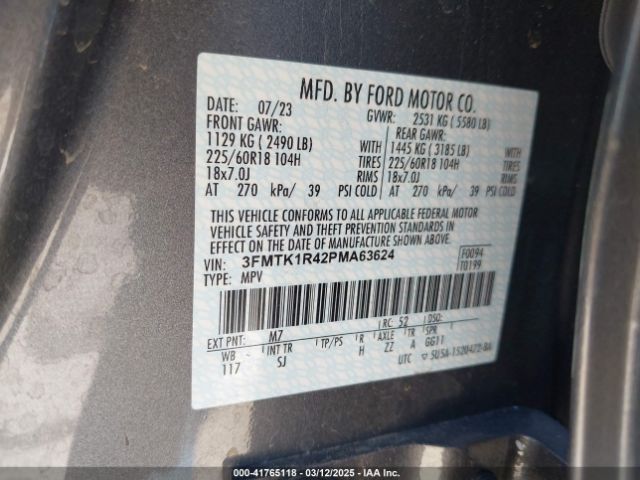 MFD. BY FORD MOTOR CO.
DATE: 07/23 GVWR: 2531 KG ( 5580 LB)
FRONT GAWR: REAR GAWR:
1129 KG ( 2490 LB) WITH 1445 KG ( 3185 LB) WITH
225/60R18 104H TIRES 225/60R18 104H TIRES
18x7.0J RIMS 18x7.0J RIMS
AT 270 kPa/ 39 PSI COLD AT 270 kPa/ 39 PSI COLD
THIS VEHICLE CONFORMS TO ALL APPLICABLE FEDERAL MOTOR
VEHICLE SAFETY AND THEFT PREVENTION STANDARDS IN
EFFECT ON THE DATE OF MANUFACTURE SHOWN ABOVE.
VIN: 3FMTK1R42PMA63624 F0094
TYPE: MPV T0199
EXT PNT: M7 RC: 52 DSO:
WB INT TR TP/PS R AXLE TR SPR
117 SJ H ZZ A GG11
UTC
000-41765118 - 03/12/2025 - IAA Inc.